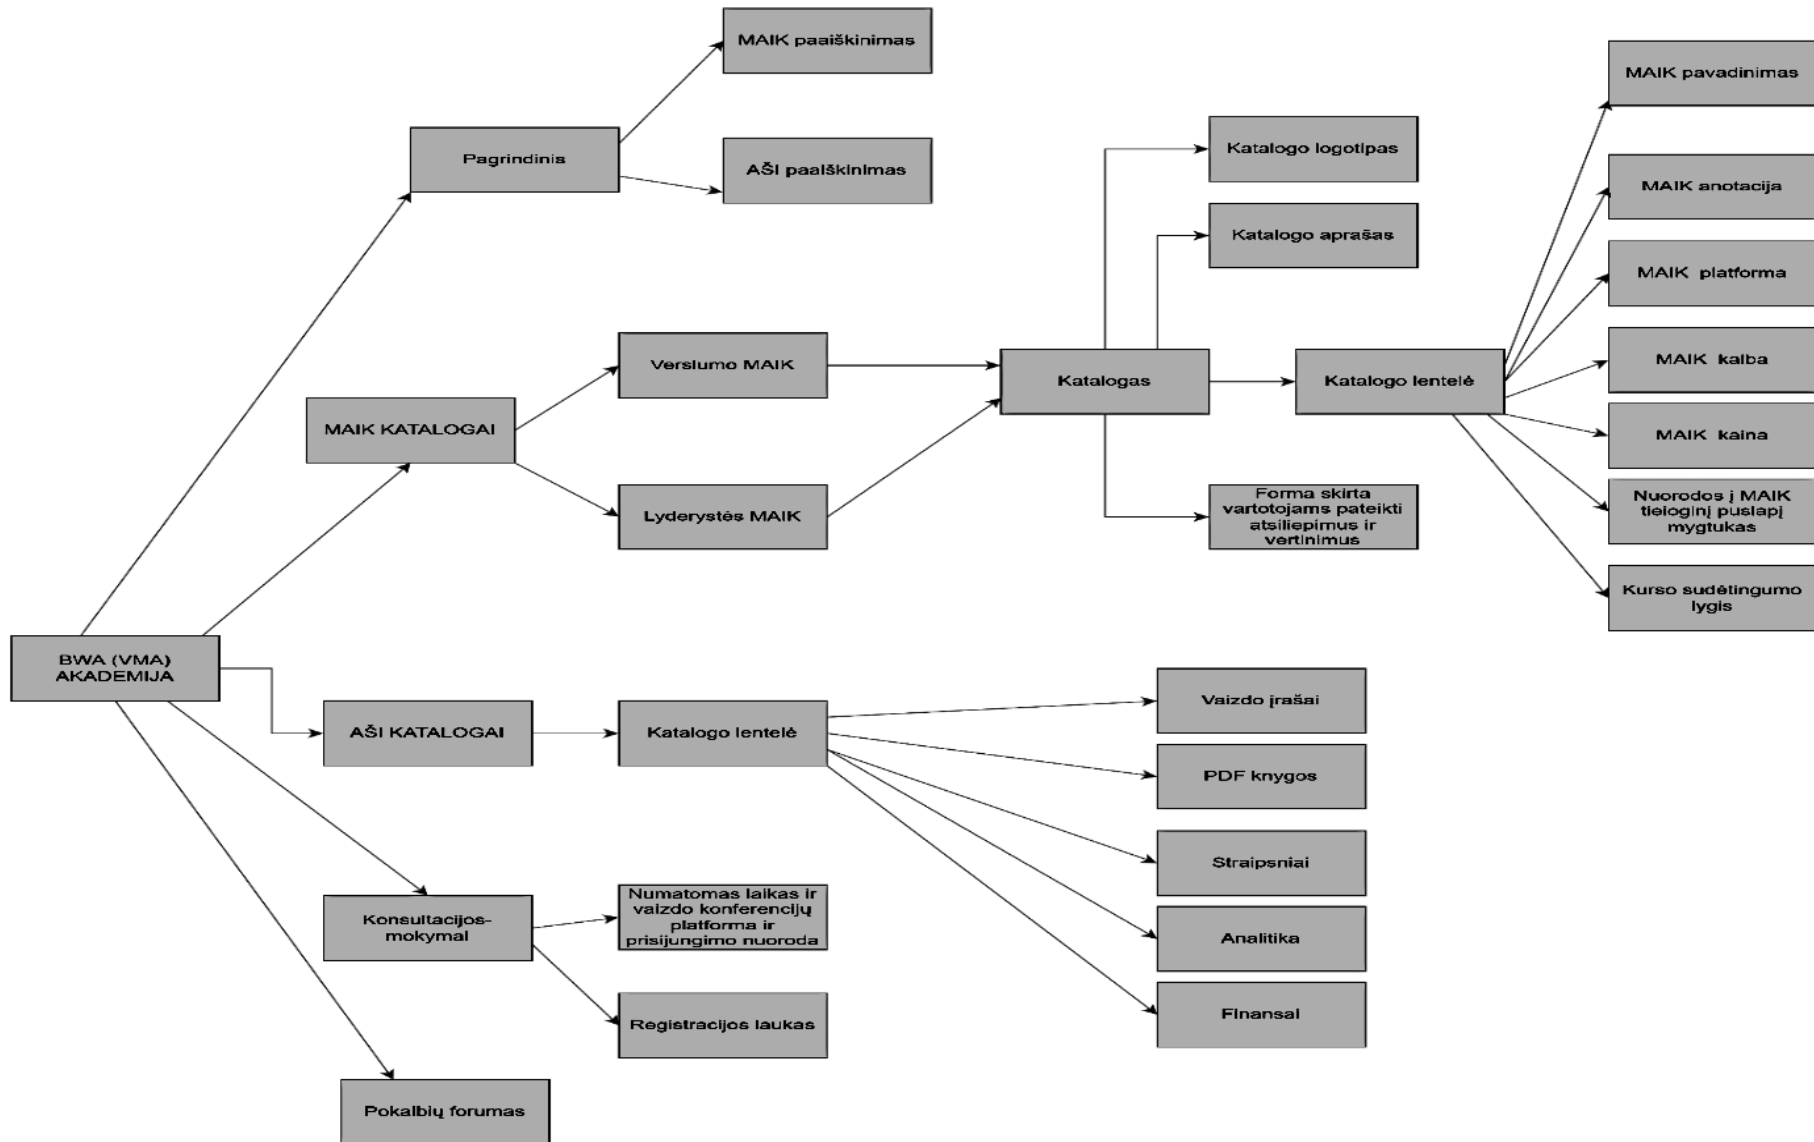 MAIK paaiškinimas
MAIK pavadinimas
Katalogo logotipas
Pagrindinis
AŠI paaiškinimas
MAIK anotacija
Katalogo aprašas
MAIK platforma
Verslumo MAIK
Katalogas
Katalogo lentelė
MAIK kalba
MAIK KATALOGAI
MAIK kaina
Lyderystės MAIK
Forma skirta
vartotojams pateikti
atsiliepimus ir
vertinimus
Nuorodos į MAIK
tieioginį puslapį
mygtukas
Kurso sudėtingumo
lygis
BWA (VMA)
AKADEMIJA
AŠI KATALOGAI
Katalogo lentelė
Vaizdo įrašai
PDF knygos
Straipsniai
Konsultacijos-
mokymai
Numatomas laikas ir
vaizdo konferencijų
platforma ir
prisijungimo nuoroda
Analitika
Registracijos laukas
Finansai
Pokalbių forumas